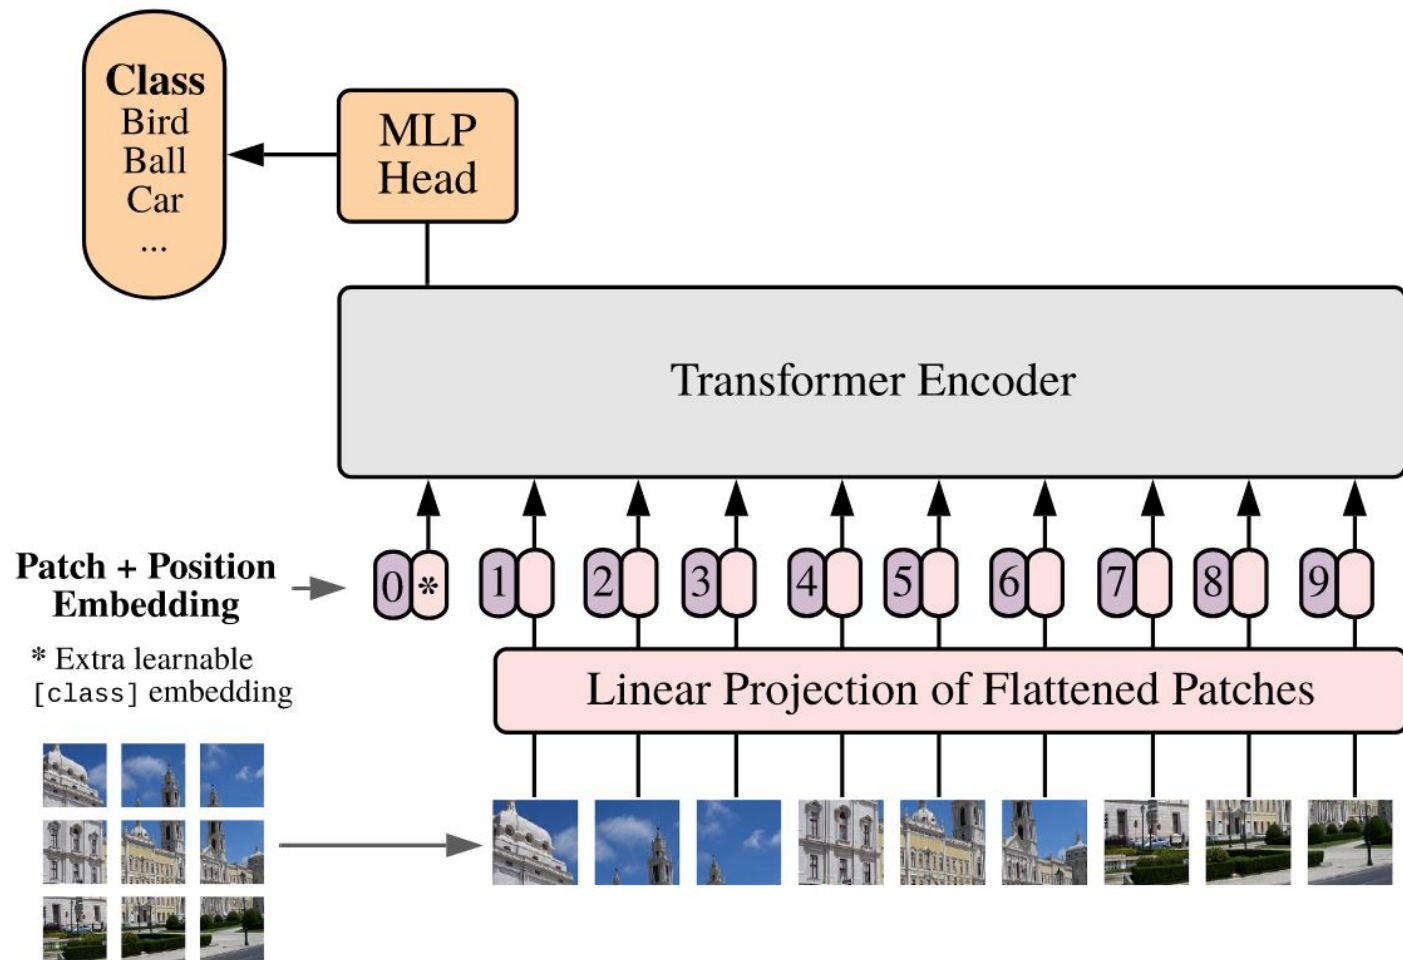 Class
Bird
Ball
Car
...
MLP
Head
Transformer Encoder
Patch + Position
Embedding
0 * 1 2 3 4 5 6 7 8 9
* Extra learnable
[class] embedding
Linear Projection of Flattened Patches